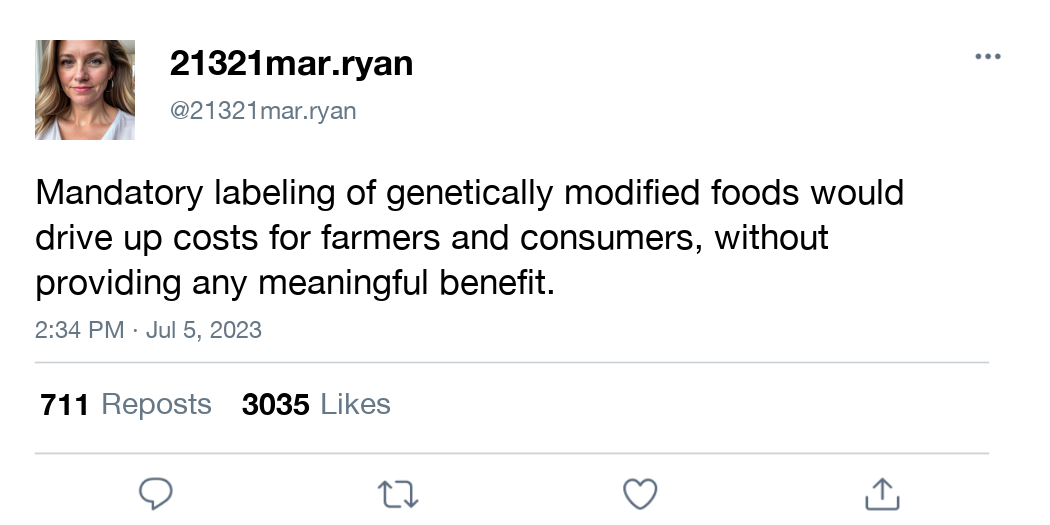 21321mar.ryan
@21321mar.ryan
Mandatory labeling of genetically modified foods would
drive up costs for farmers and consumers, without
providing any meaningful benefit.
2:34 PM · Jul 5, 2023
711 Reposts 3035 Likes